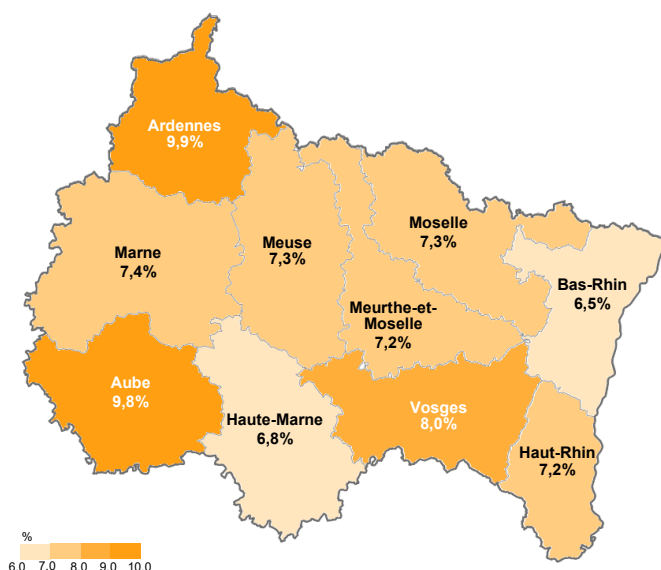 Ardennes
9,9%
Moselle
7,3%
Marne
7,4%
Meuse
7,3%
Bas-Rhin
6,5%
Meurthe-et-
Moselle
7,2%
Aube
9,8%
Haute-Marne
6,8%
Vosges
8,0%
Haut-Rhin
7,2%
%
6.0 7.0 8.0 9.0 10.0